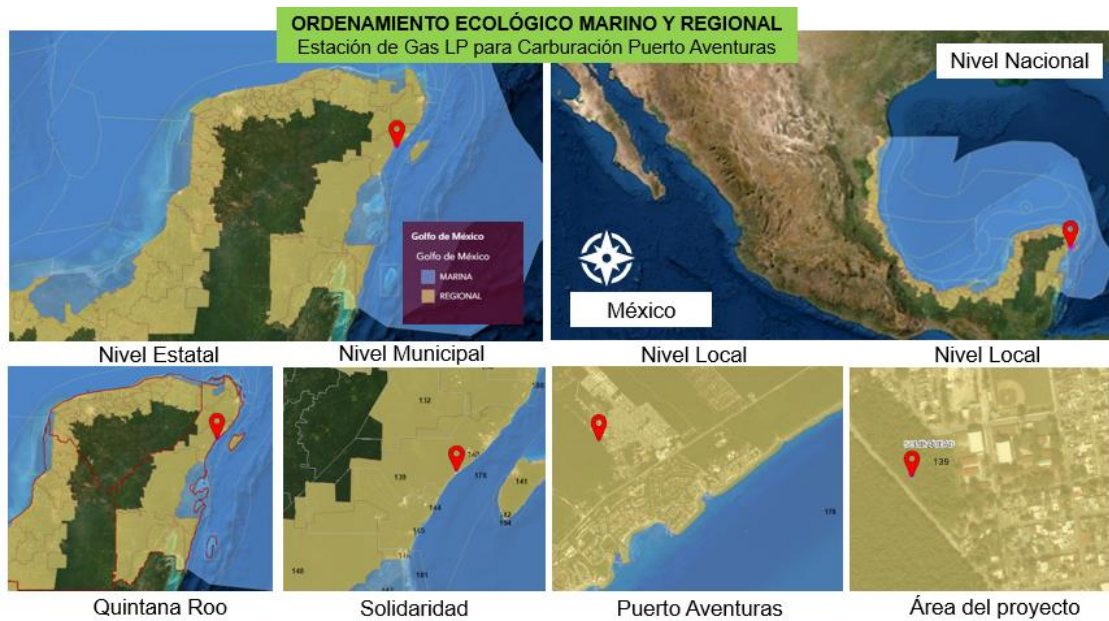 ORDENAMIENTO ECOLÓGICO MARINO Y REGIONAL
Estación de Gas LP para Carburación Puerto Aventuras
Nivel Nacional
Golfo de México
Golfo de México
MARINA
REGIONAL
México
Nivel Estatal
Nivel Municipal
Nivel Local
Nivel Local
132
139
178
141
144
145
148
181
178
SOLIDARIDAD
139
Quintana Roo
Solidaridad
Puerto Aventuras
Área del proyecto